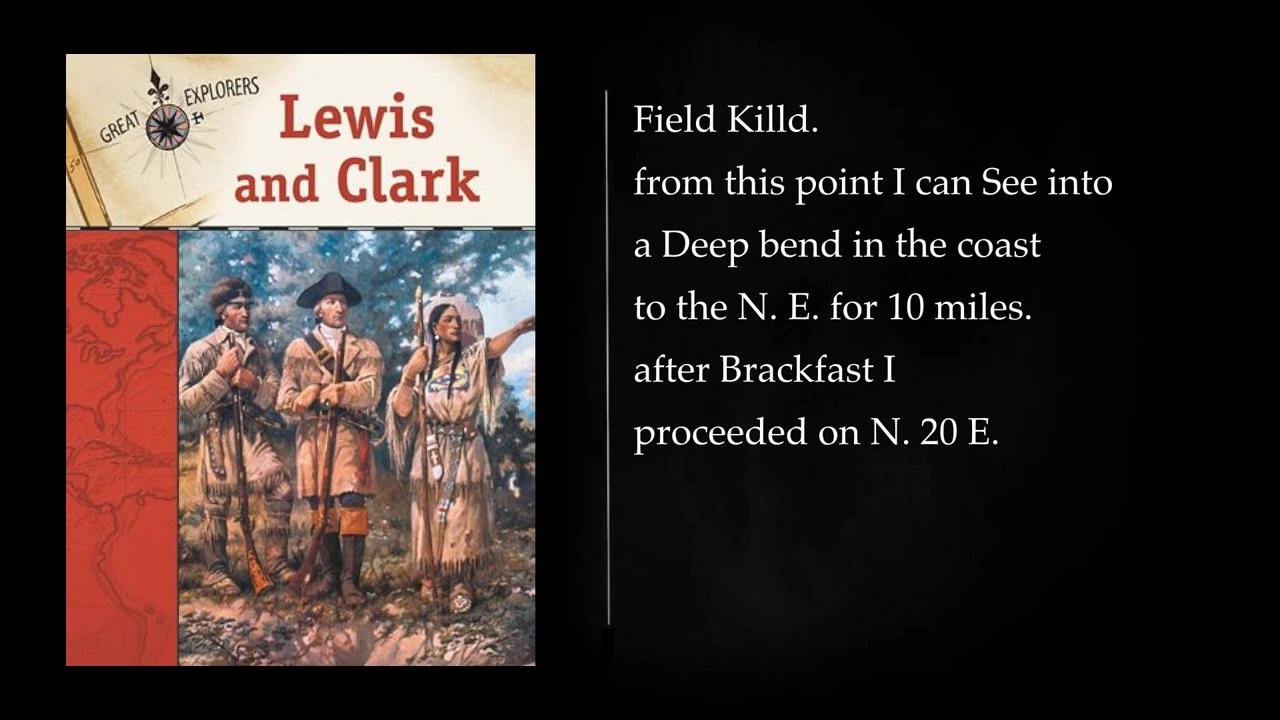 GREAT EXPLORERS
Lewis
and Clark
50
Field Killd.
from this point I can See into
a Deep bend in the coast
to the N. E. for 10 miles.
after Brackfast I
proceeded on N. 20 E.